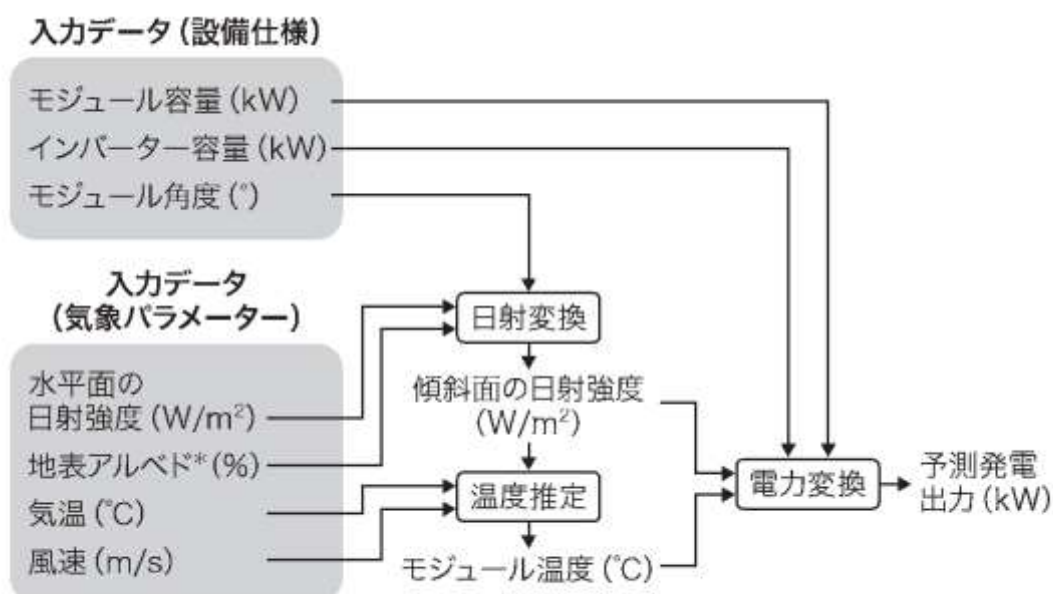 入力データ(設備仕様)
モジュール容量(kW)
インバーター容量(kW)
モジュール角度(°)
入力データ
(気象パラメーター)
水平面の
日射強度(W/m²)
地表アルベド*(%)
気温(℃)
風速(m/s)
日射変換
傾斜面の日射強度
(W/m²)
温度推定
モジュール温度(℃)
電力変換
予測発電
出力(kW)